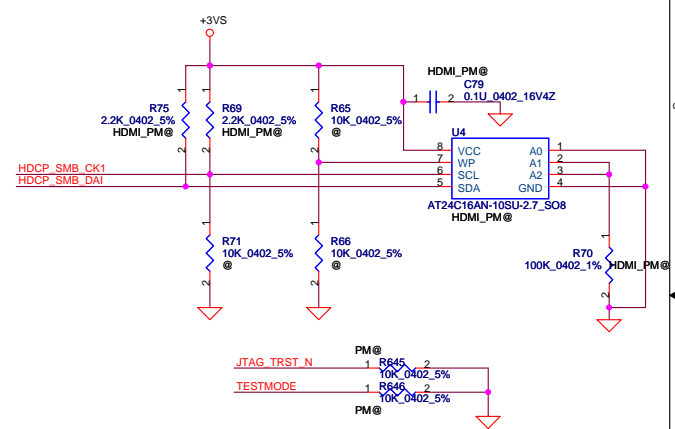 +3VS
HDMI_PM@
C79
1 2 0.1U_0402_16V4Z
1 1 1
R75 R69 R65
2.2K_0402_5% 2.2K_0402_5% 10K_0402_5%
HDMI_PM@ HDMI_PM@ @
2 2 2
U4
8 VCC A0 1
7 WP A1 2
6 SCL A2 3
5 SDA GND 4
AT24C16AN-10SU-2.7_SO8
HDMI_PM@
HDCP_SMB_CK1
HDCP_SMB_DAI
1 1 1
R71 R66 R70
10K_0402_5% 10K_0402_5% 100K_0402_1% HDMI_PM@
@ @
2 2 2
PM@
JTAG_TRST_N 1 R645 2
10K_0402_5%
TESTMODE 1 R646 2
10K_0402_5%
PM@